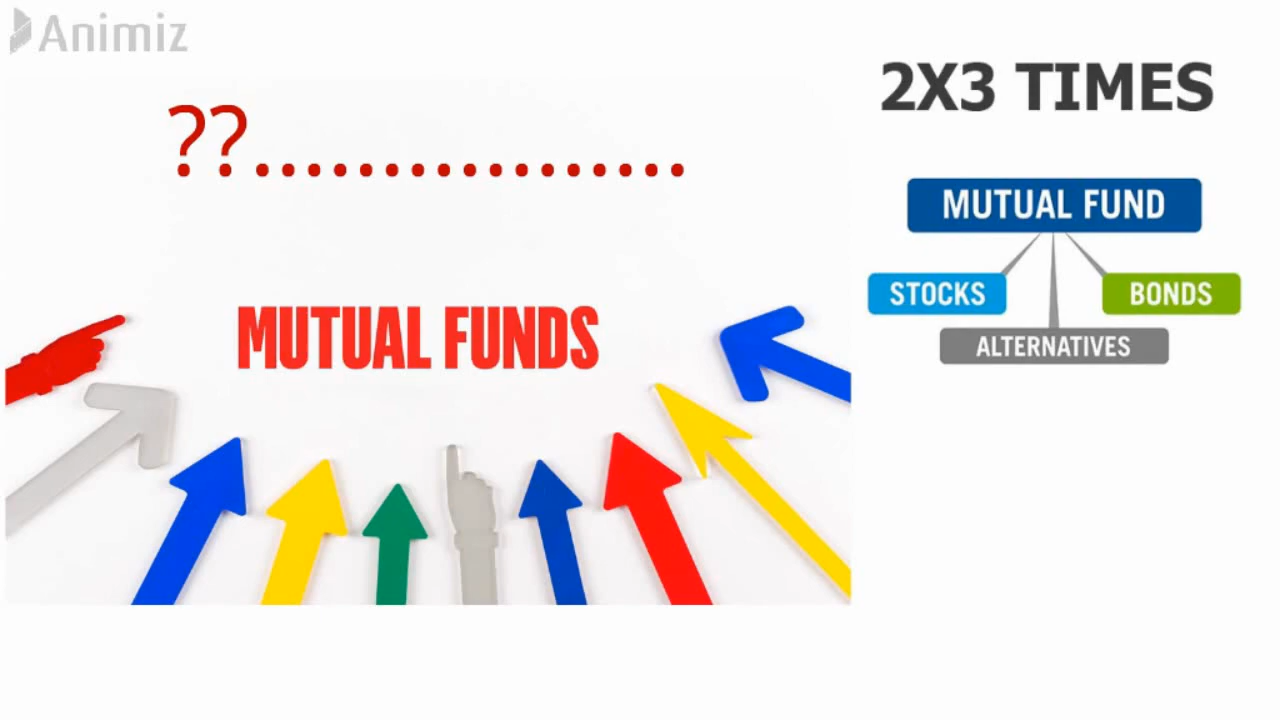 Animiz
??.................
MUTUAL FUNDS
2X3 TIMES
MUTUAL FUND
STOCKS
BONDS
ALTERNATIVES